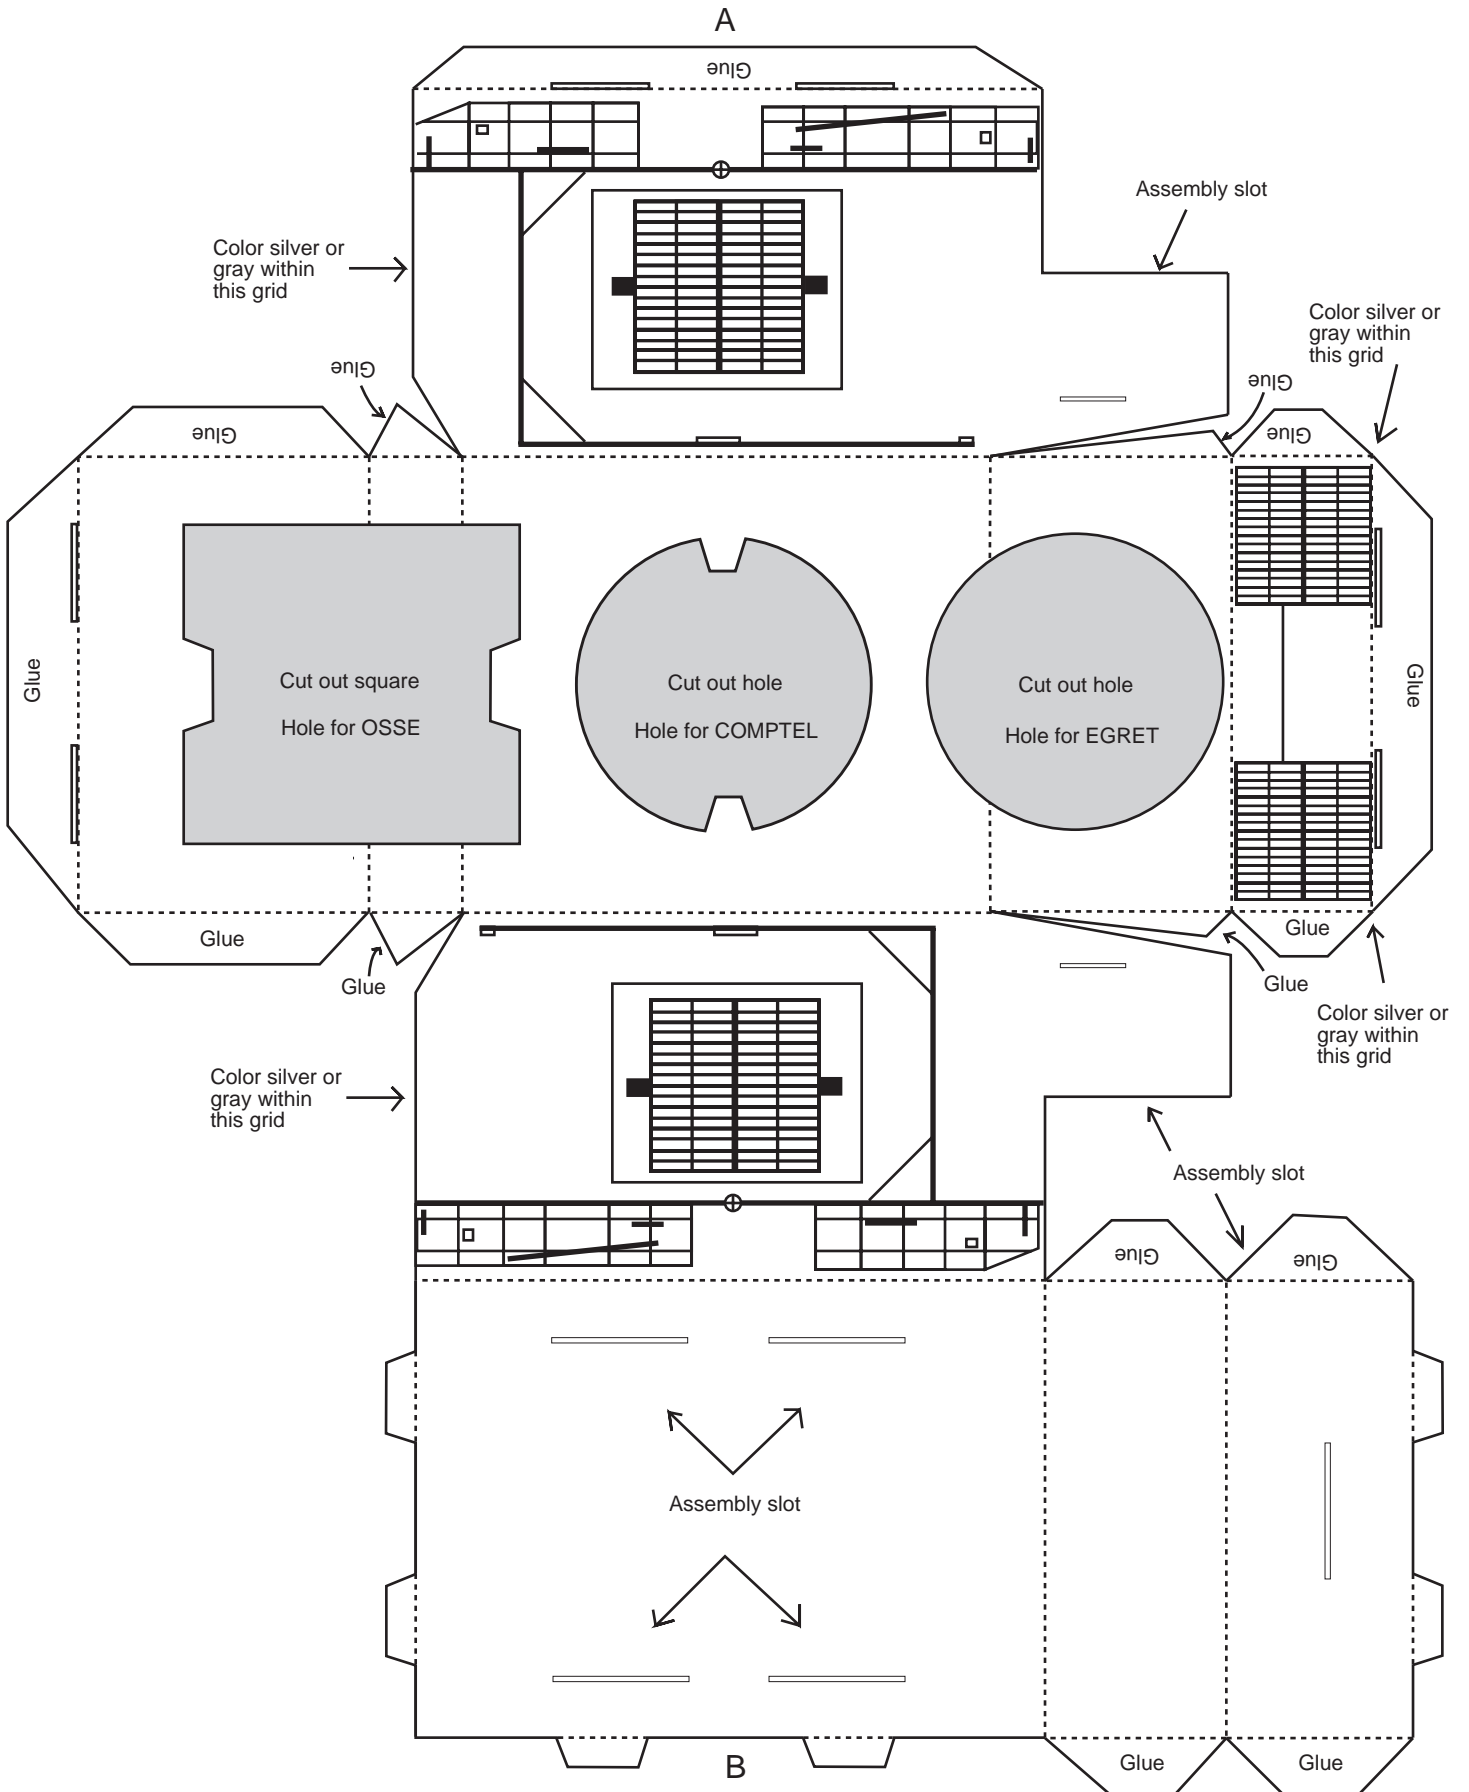 A
Glue
Assembly slot
Color silver or
gray within
this grid
Color silver or
gray within
this grid
Glue
Glue
Glue
Glue
Glue
Cut out square
Hole for OSSE
Cut out hole
Hole for COMPTEL
Cut out hole
Hole for EGRET
Glue
Glue
Glue
Glue
Glue
Color silver or
gray within
this grid
Color silver or
gray within
this grid
Assembly slot
Glue
Glue
Assembly slot
B
Glue
Glue